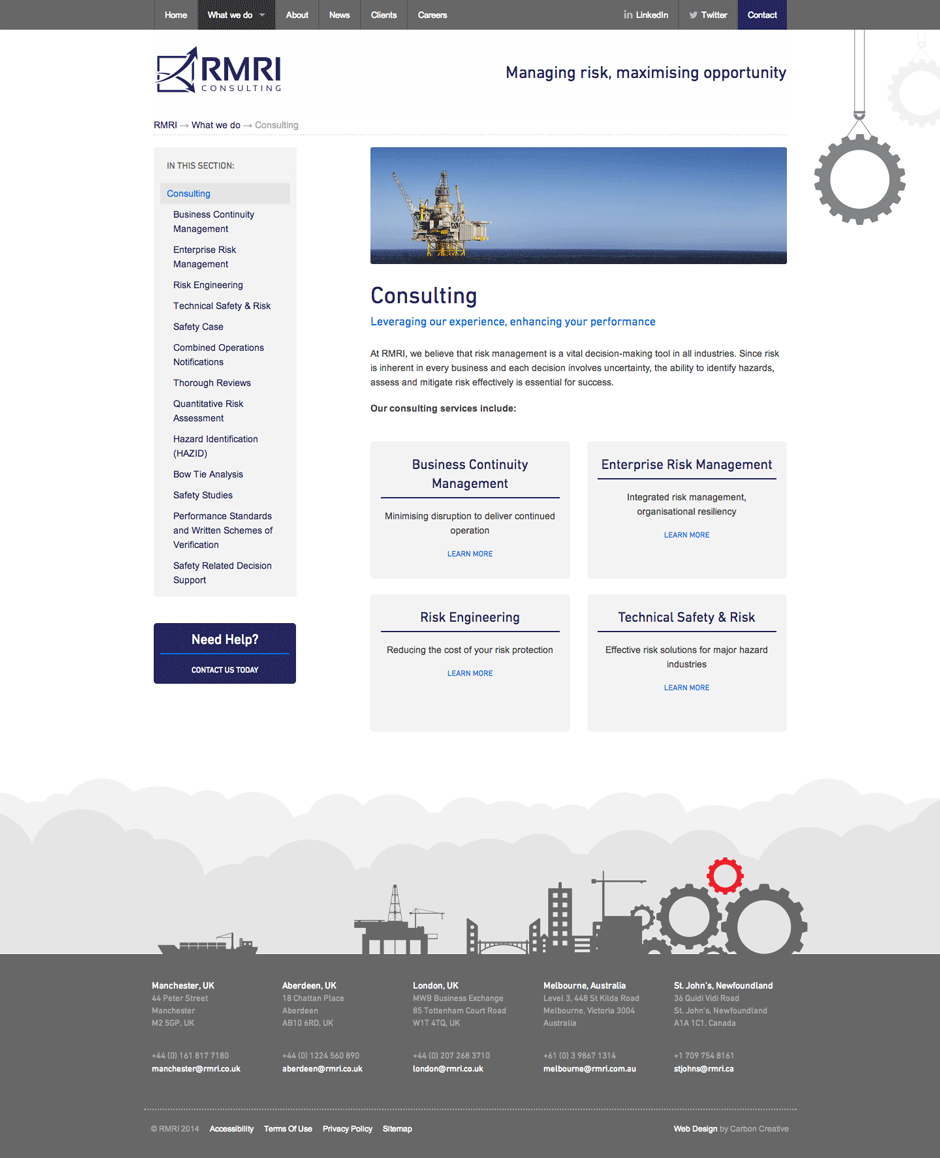 Home
What we do
About
News
Clients
Careers
LinkedIn
Twitter
Contact
RMRI
CONSULTING
Managing risk, maximising opportunity
RMRI → What we do → Consulting
IN THIS SECTION:
Consulting
Business Continuity
Management
Enterprise Risk
Management
Risk Engineering
Technical Safety & Risk
Safety Case
Combined Operations
Notifications
Thorough Reviews
Quantitative Risk
Assessment
Hazard Identification
(HAZID)
Bow Tie Analysis
Safety Studies
Performance Standards
and Written Schemes of
Verification
Safety Related Decision
Support
Need Help?
CONTACT US TODAY
Consulting
Leveraging our experience, enhancing your performance
At RMRI, we believe that risk management is a vital decision-making tool in all industries. Since risk
is inherent in every business and each decision involves uncertainty, the ability to identify hazards,
assess and mitigate risk effectively is essential for success.
Our consulting services include:
Business Continuity
Management
Minimising disruption to deliver continued
operation
LEARN MORE
Enterprise Risk Management
Integrated risk management,
organisational resiliency
LEARN MORE
Risk Engineering
Reducing the cost of your risk protection
LEARN MORE
Technical Safety & Risk
Effective risk solutions for major hazard
industries
LEARN MORE
Manchester, UK
44 Peter Street
Manchester
M2 5GP, UK
+44 (0) 161 817 7180
manchester@rmri.co.uk
Aberdeen, UK
18 Chattan Place
Aberdeen
AB10 6RD, UK
+44 (0) 1224 560 890
aberdeen@rmri.co.uk
London, UK
MWB Business Exchange
85 Tottenham Court Road
W1T 4TQ, UK
+44 (0) 207 268 3710
london@rmri.co.uk
Melbourne, Australia
Level 3, 448 St Kilda Road
Melbourne, Victoria 3004
Australia
+61 (0) 3 9867 1314
melbourne@rmri.com.au
St. John's, Newfoundland
36 Quidi Vidi Road
St. John's, Newfoundland
A1A 1C1, Canada
+1 709 754 8161
stjohns@rmri.ca
© RMRI 2014
Accessibility
Terms Of Use
Privacy Policy
Sitemap
Web Design by Carbon Creative